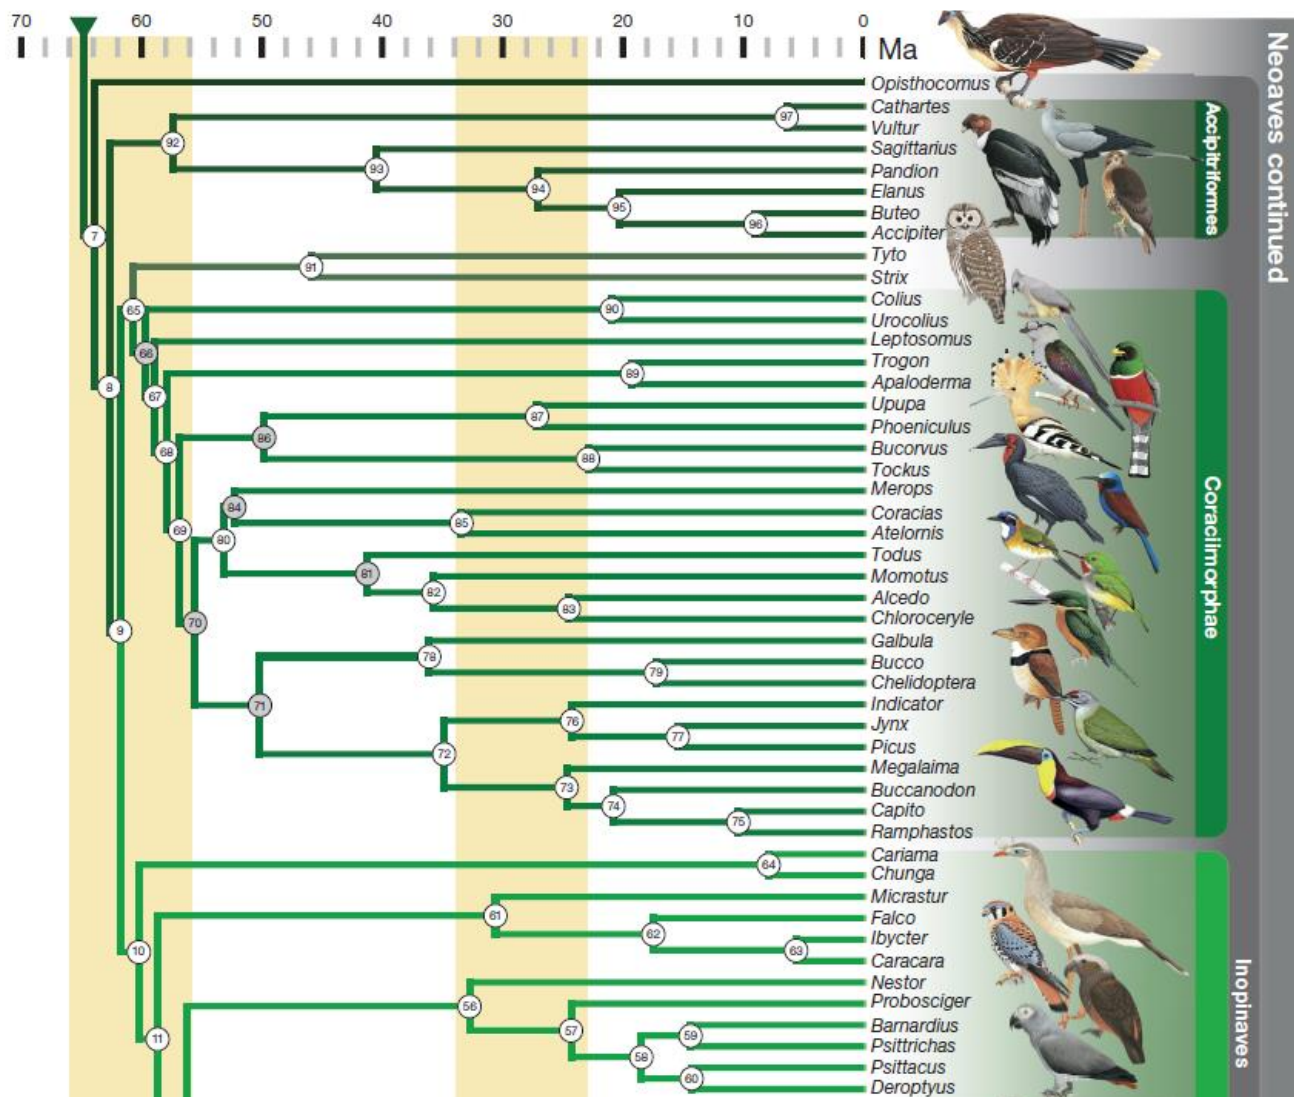 70 60 50 40 30 20 10 0 Ma
Opisthocomus
Cathartes
97
Vultur
92
Sagittarius
93
Pandion
94
Elanus
95
Buteo
96
Accipiter
7
Tyto
91
Strix
Colius
65
90
Urocolius
Leptosomus
66
Trogon
89
8
Apaloderma
67
Upupa
87
Phoeniculus
86
Bucorvus
68
88
Tockus
Merops
84
Coracias
85
69
Atelornis
80
Todus
81
Momotus
82
Alcedo
83
Chloroceryle
70
9
Galbula
78
Bucco
79
Chelidoptera
Indicator
71
76
Jynx
77
Picus
72
Megalaima
73
Buccanodon
74
Capito
75
Ramphastos
Cariama
64
Chunga
Micrastur
61
Falco
62
Ibycter
10
63
Caracara
Nestor
56
Probosciger
57
Barnardius
11
59
Psittrichas
58
Psittacus
60
Deroptyus
Accipitriformes
Coraciimorphae
Inopinaves
Neoaves continued